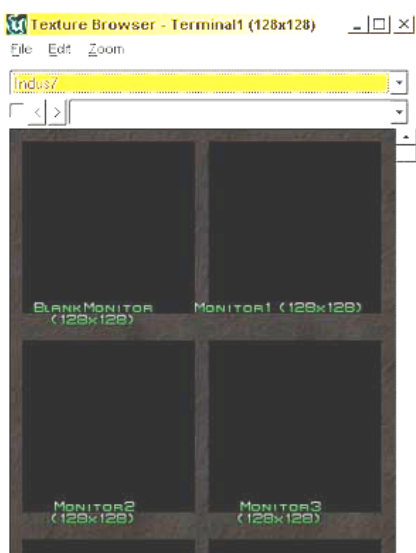 Texture Browser - Terminal1 (128x128)
File Edit Zoom
Indus7
< >
BlankMonitor Monitor1 (128x128)
(128x128)
Monitor2 Monitor3
(128x128) (128x128)